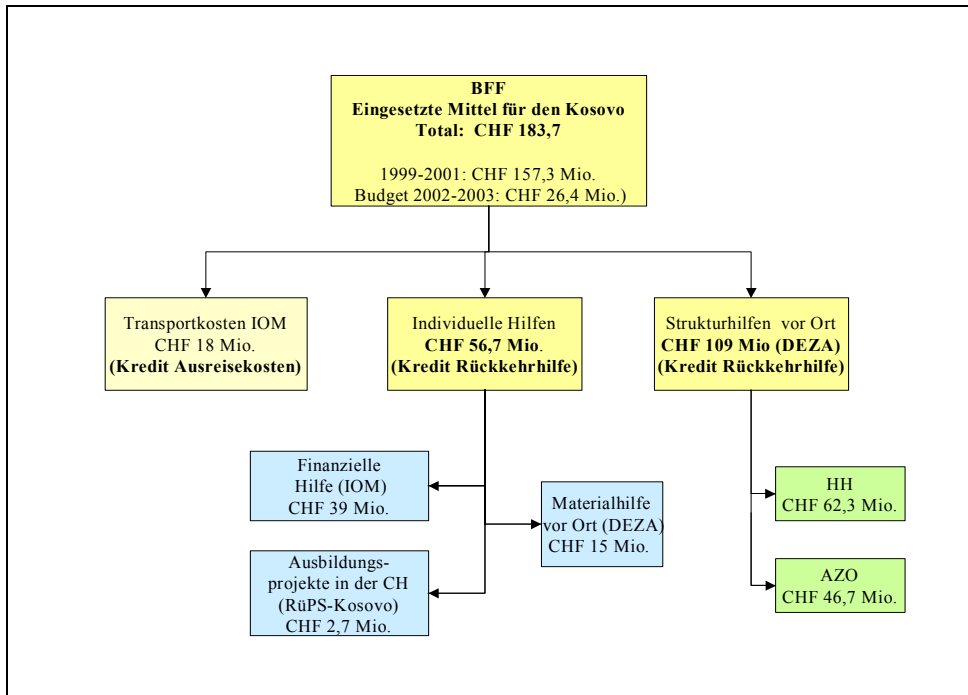 BFF
Eingesetzte Mittel für den Kosovo
Total: CHF 183,7
1999-2001: CHF 157,3 Mio.
Budget 2002-2003: CHF 26,4 Mio.)
Transportkosten IOM
CHF 18 Mio.
(Kredit Ausreisekosten)
Individuelle Hilfen
CHF 56,7 Mio.
(Kredit Rückkehrhilfe)
Strukturhilfen vor Ort
CHF 109 Mio (DEZA)
(Kredit Rückkehrhilfe)
Finanzielle
Hilfe (IOM)
CHF 39 Mio.
Materialhilfe
vor Ort (DEZA)
CHF 15 Mio.
Ausbildungs-
projekte in der CH
(RüPS-Kosovo)
CHF 2,7 Mio.
HH
CHF 62,3 Mio.
AZO
CHF 46,7 Mio.